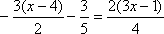 −3(x−4)/2 − 3/5 = 2(3x−1)/4